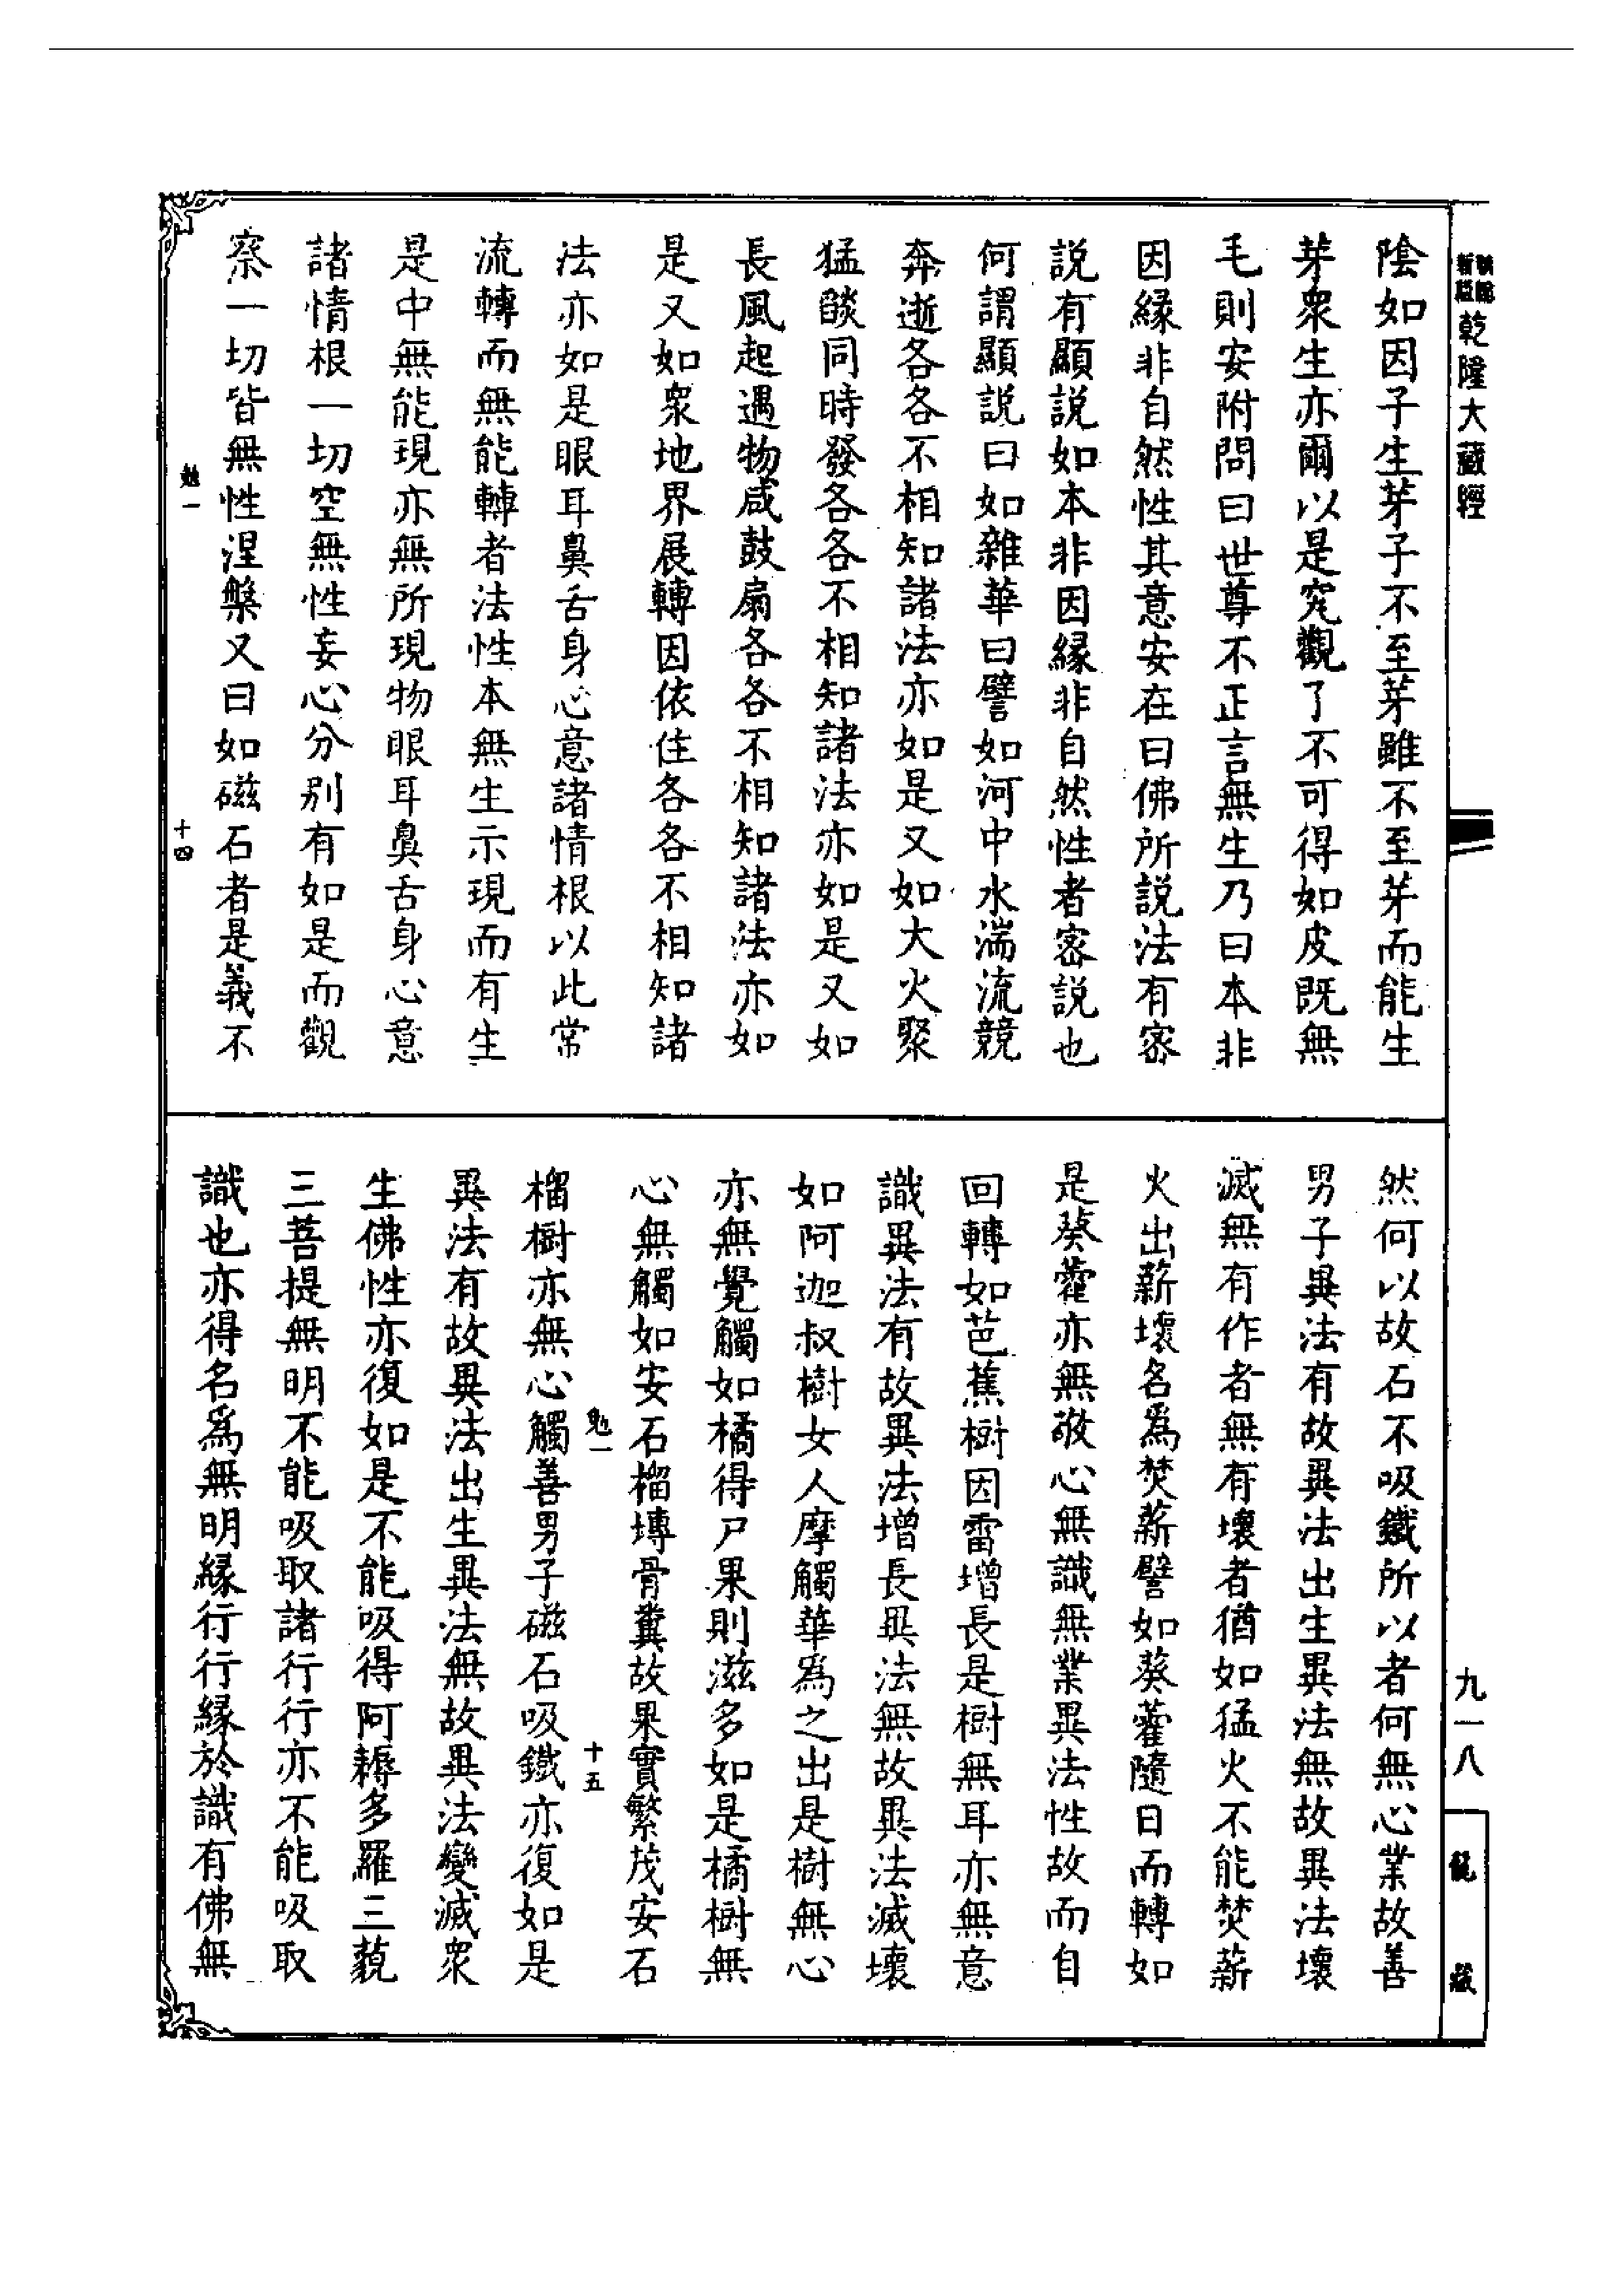 乾隆大藏經
陰如因子生芽子不至芽雖不至芽而能生
芽衆生亦爾以是究觀了不可得如皮既無
毛則安附問曰世尊不正言無生乃曰本非
因緣非自然性其意安在曰佛所說法有密
說有顯說如本非因緣非自然性者密說也
何謂顯說曰如雜華曰譬如河中水湍流競
奔逝各各不相知諸法亦如是又如大火聚
猛燄同時發各各不相知諸法亦如是又如
長風起遇物咸鼓扇各各不相知諸法亦如
是又如衆地界展轉因依住各各不相知諸
法亦如是眼耳鼻舌身心意諸情根以此常
流轉而無能轉者法性本無生示現而有生
是中無能現亦無所現物眼耳鼻舌身心意
諸情根一切空無性妄心分别有如是而觀
察一切皆無性涅槃又曰如磁石者是義不
勉一
十四
然何以故石不吸鐵所以者何無心業故善
男子異法有故異法出生異法無故異法壞
滅無有作者無有壞者猶如猛火不能焚薪
火出薪壞名爲焚薪譬如葵藿隨日而轉如
是葵藿亦無敬心無識無業異法性故而自
回轉如芭蕉樹因雷增長是樹無耳亦無意
識異法有故異法增長異法無故異法滅壞
如阿迦叔樹女人摩觸華爲之出是樹無心
亦無覺觸如橘得尸果則滋多如是橘樹無
心無觸如安石榴塼骨糞故果實繁茂安石
勉一
十五
榴樹亦無心觸善男子磁石吸鐵亦復如是
異法有故異法出生異法無故異法變滅衆
生佛性亦復如是不能吸得阿耨多羅三藐
三菩提無明不能吸取諸行行亦不能吸取
識也亦得名爲無明緣行行緣於識有佛無
九一八
龍藏